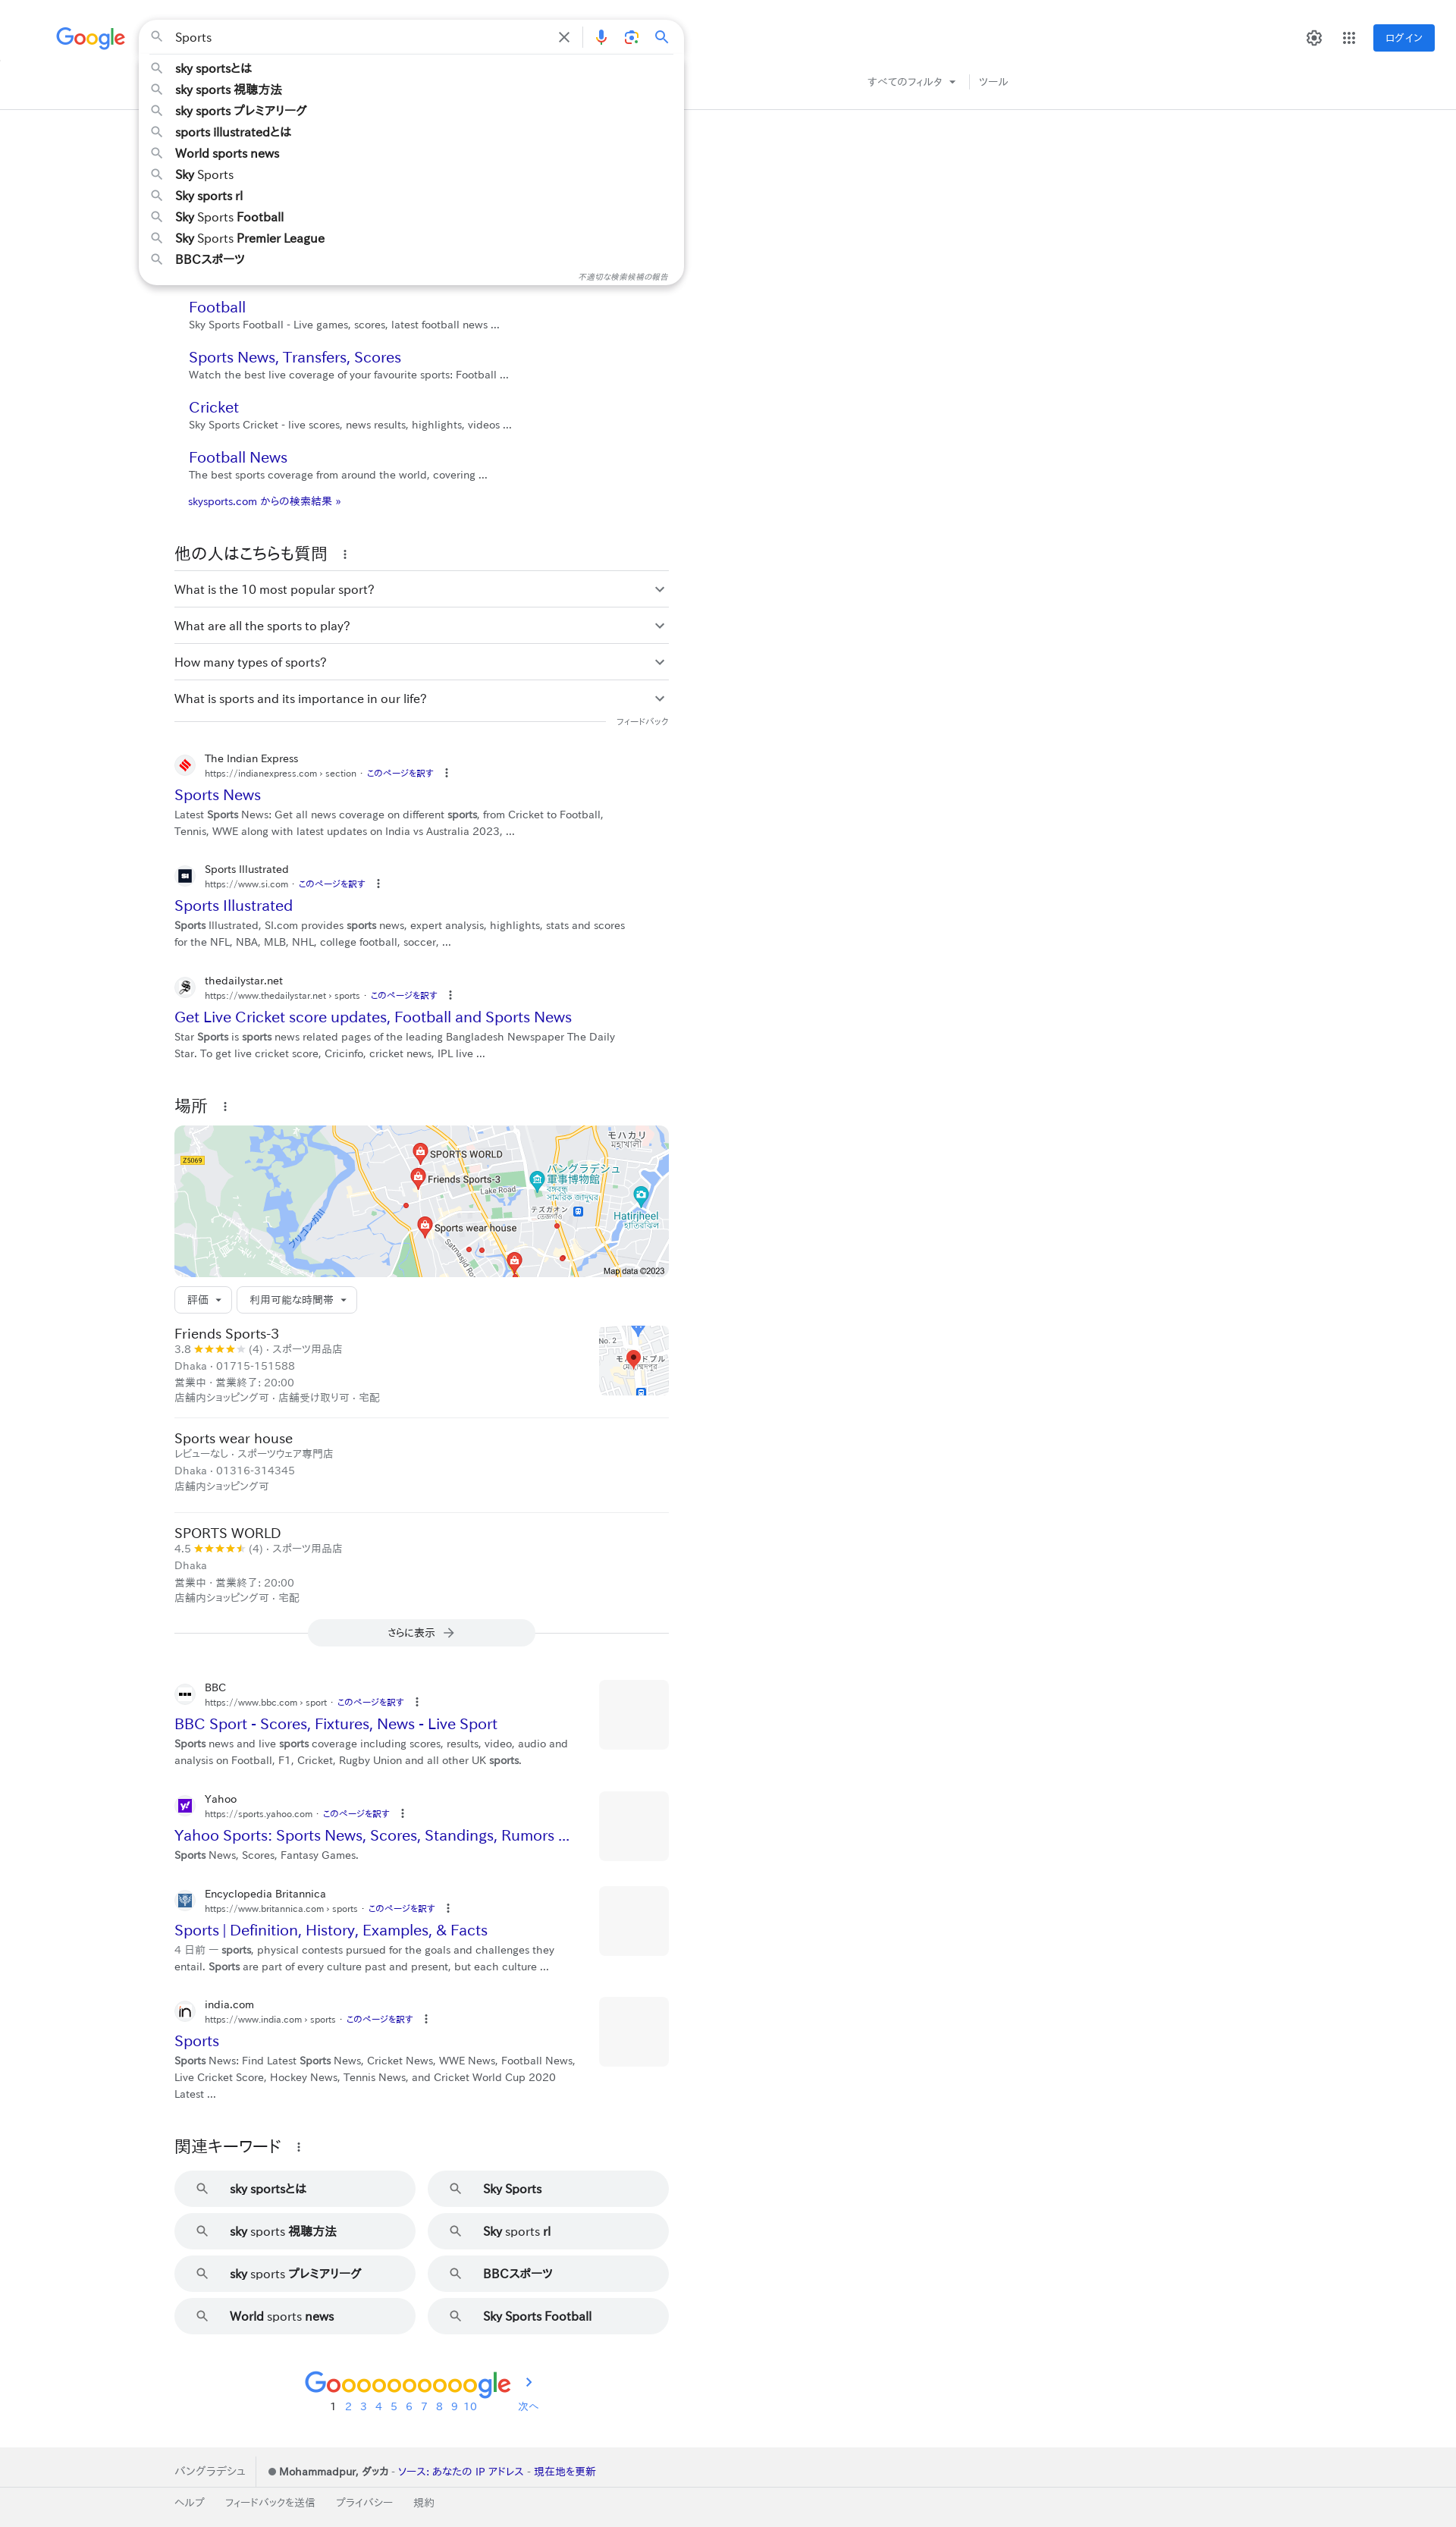 Google
Sports
ログイン
すべてのフィルタ
ツール
sky sportsとは
sky sports 視聴方法
sky sports プレミアリーグ
sports illustratedとは
World sports news
Sky Sports
Sky sports rl
Sky Sports Football
Sky Sports Premier League
BBCスポーツ
不適切な検索候補の報告
Football
Sky Sports Football - Live games, scores, latest football news ...
Sports News, Transfers, Scores
Watch the best live coverage of your favourite sports: Football ...
Cricket
Sky Sports Cricket - live scores, news results, highlights, videos ...
Football News
The best sports coverage from around the world, covering ...
skysports.com からの検索結果 »
他の人はこちらも質問
What is the 10 most popular sport?
What are all the sports to play?
How many types of sports?
What is sports and its importance in our life?
フィードバック
The Indian Express
https://indianexpress.com › section · このページを訳す
Sports News
Latest Sports News: Get all news coverage on different sports, from Cricket to Football,
Tennis, WWE along with latest updates on India vs Australia 2023, ...
SI
Sports Illustrated
https://www.si.com · このページを訳す
Sports Illustrated
Sports Illustrated, SI.com provides sports news, expert analysis, highlights, stats and scores
for the NFL, NBA, MLB, NHL, college football, soccer, ...
thedailystar.net
https://www.thedailystar.net › sports · このページを訳す
Get Live Cricket score updates, Football and Sports News
Star Sports is sports news related pages of the leading Bangladesh Newspaper The Daily
Star. To get live cricket score, Cricinfo, cricket news, IPL live ...
場所
モハカリ
মহাখালী
Z5069
SPORTS WORLD
バングラデシュ
軍事博物館
Friends Sports-3
Lake Road
テズガオン
Hatirjheel
হাতিরঝিল
ブリゴンガ川
Sports wear house
Map data ©2023
評価
利用可能な時間帯
Friends Sports-3
3.8 (4) · スポーツ用品店
Dhaka · 01715-151588
営業中 · 営業終了: 20:00
店舗内ショッピング可 · 店舗受け取り可 · 宅配
No. 2
Sports wear house
レビューなし · スポーツウェア専門店
Dhaka · 01316-314345
店舗内ショッピング可
SPORTS WORLD
4.5 (4) · スポーツ用品店
Dhaka
営業中 · 営業終了: 20:00
店舗内ショッピング可 · 宅配
さらに表示
BBC
https://www.bbc.com › sport · このページを訳す
BBC Sport - Scores, Fixtures, News - Live Sport
Sports news and live sports coverage including scores, results, video, audio and
analysis on Football, F1, Cricket, Rugby Union and all other UK sports.
y!
Yahoo
https://sports.yahoo.com · このページを訳す
Yahoo Sports: Sports News, Scores, Standings, Rumors ...
Sports News, Scores, Fantasy Games.
Encyclopedia Britannica
https://www.britannica.com › sports · このページを訳す
Sports | Definition, History, Examples, & Facts
4 日前 — sports, physical contests pursued for the goals and challenges they
entail. Sports are part of every culture past and present, but each culture ...
in
india.com
https://www.india.com › sports · このページを訳す
Sports
Sports News: Find Latest Sports News, Cricket News, WWE News, Football News,
Live Cricket Score, Hockey News, Tennis News, and Cricket World Cup 2020
Latest ...
関連キーワード
sky sportsとは
Sky Sports
sky sports 視聴方法
Sky sports rl
sky sports プレミアリーグ
BBCスポーツ
World sports news
Sky Sports Football
Goooooooooogle
1 2 3 4 5 6 7 8 9 10 次へ
バングラデシュ
Mohammadpur, ダッカ - ソース: あなたの IP アドレス - 現在地を更新
ヘルプ フィードバックを送信 プライバシー 規約